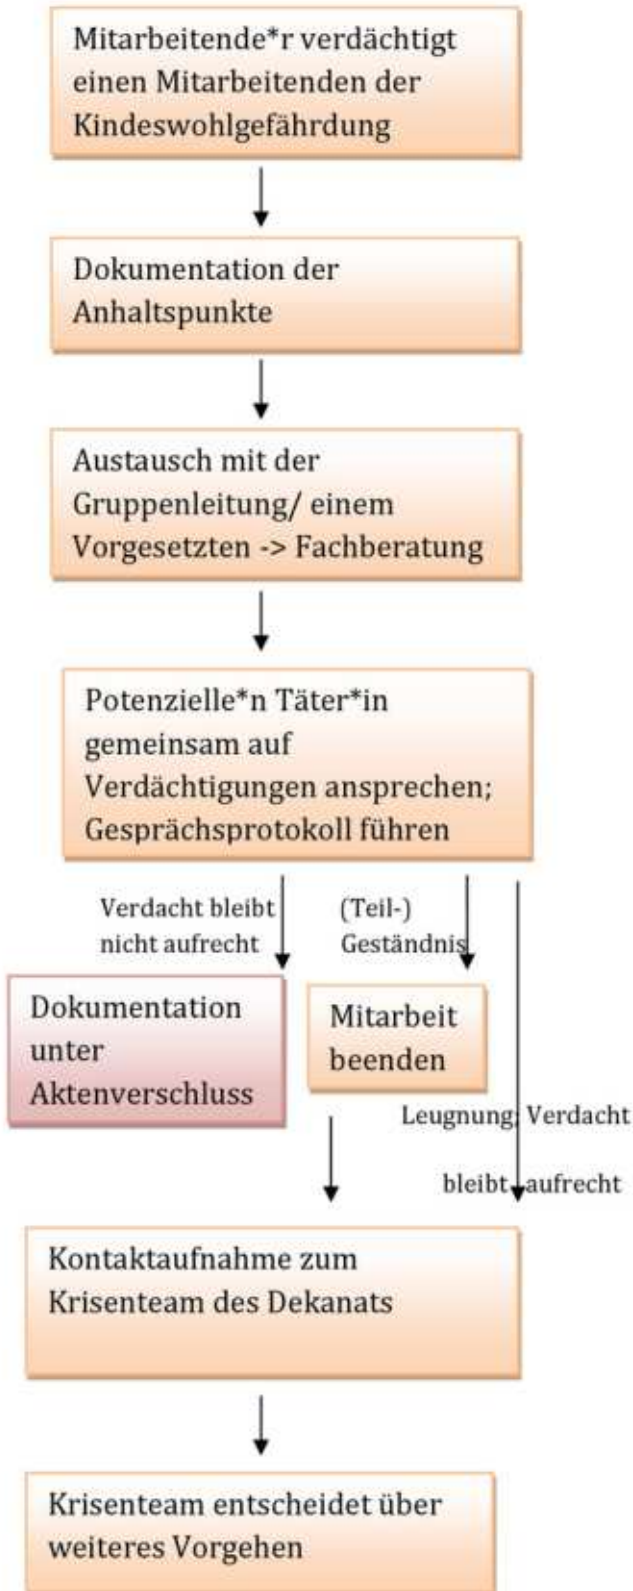 Mitarbeitende*r verdächtigt
einen Mitarbeitenden der
Kindeswohlgefährdung
Dokumentation der
Anhaltspunkte
Austausch mit der
Gruppenleitung/ einem
Vorgesetzten -> Fachberatung
Potenzielle*n Täter*in
gemeinsam auf
Verdächtigungen ansprechen;
Gesprächsprotokoll führen
Verdacht bleibt
nicht aufrecht
(Teil-)
Geständnis
Dokumentation
unter
Aktenverschluss
Mitarbeit
beenden
Leugnung; Verdacht
bleibt aufrecht
Kontaktaufnahme zum
Krisenteam des Dekanats
Krisenteam entscheidet über
weiteres Vorgehen